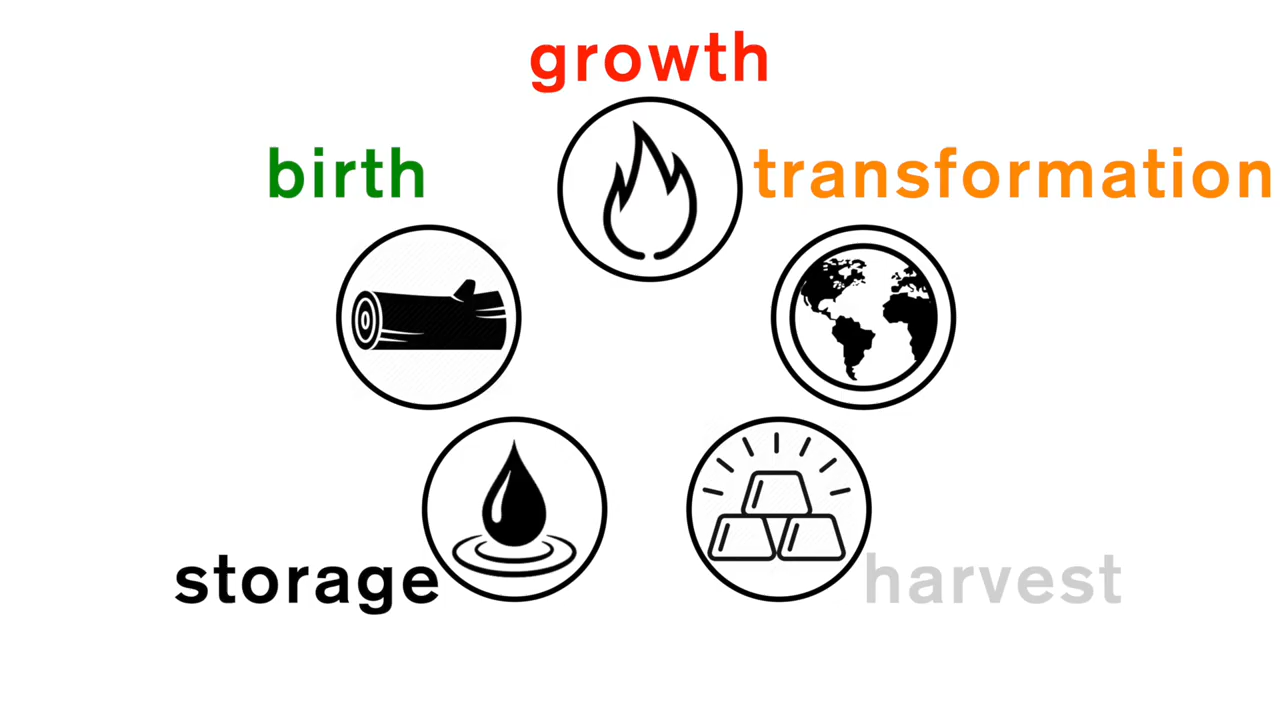 growth
birth
transformation
storage
harvest